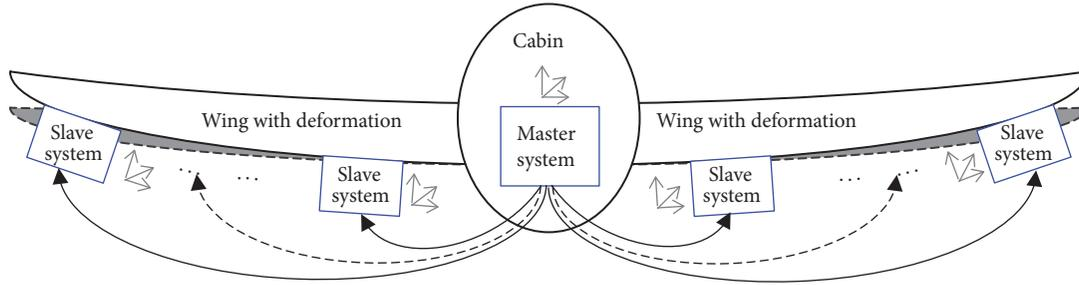 Cabin
Wing with deformation
Wing with deformation
Slave
system
Master
system
Slave
system
Slave
system
Slave
system
... ...
... ...